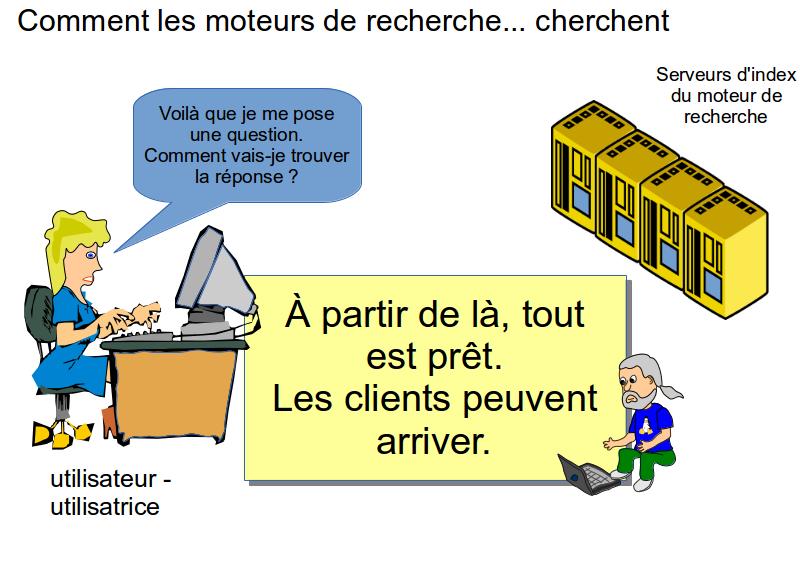 Comment les moteurs de recherche... cherchent
Serveurs d'index
du moteur de
recherche
Voilà que je me pose
une question.
Comment vais-je trouver
la réponse ?
À partir de là, tout
est prêt.
Les clients peuvent
arriver.
utilisateur -
utilisatrice